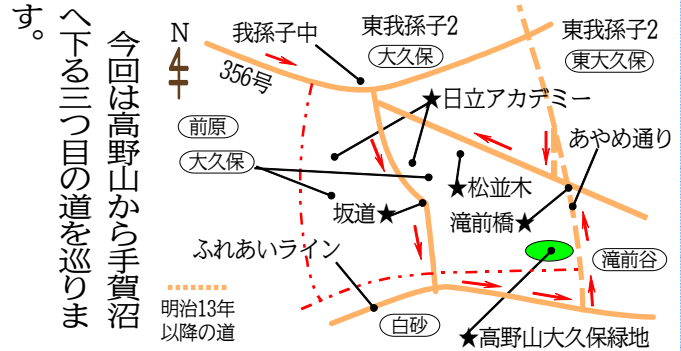 今回は高野山から手賀沼
へ下る三つ目の道を巡りま
す。
N
我孫子中
東我孫子2
大久保
東我孫子2
東大久保
356号
★日立アカデミー
前原
大久保
あやめ通り
★松並木
坂道★
滝前橋★
ふれあいライン
滝前谷
明治13年
以降の道
白砂
★高野山大久保緑地